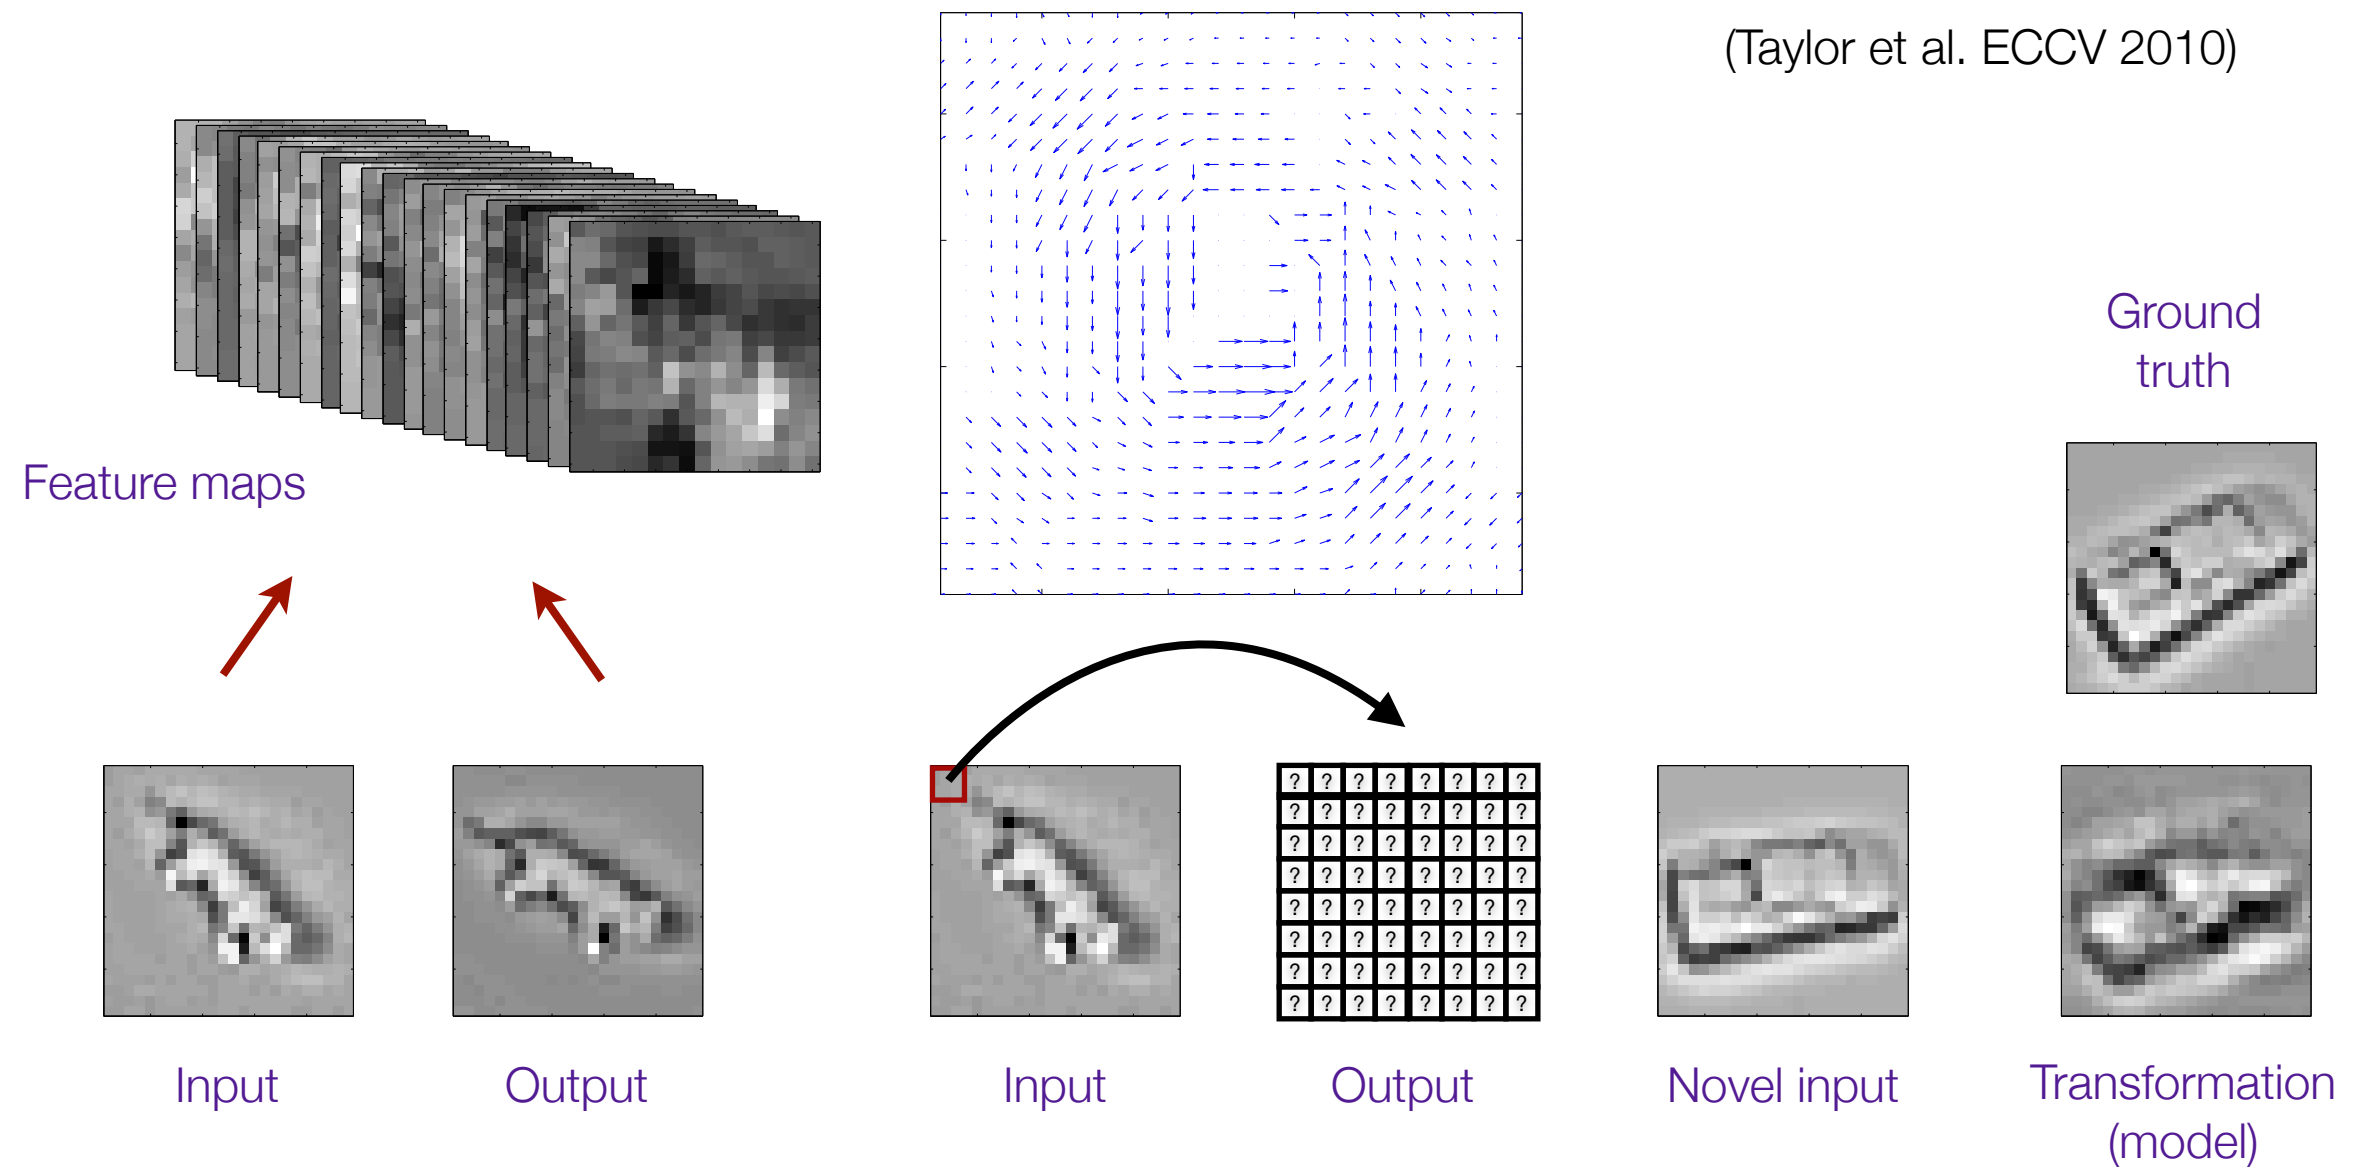 (Taylor et al. ECCV 2010)
Ground
truth
Feature maps
? ? ? ? ? ? ? ?
? ? ? ? ? ? ? ?
? ? ? ? ? ? ? ?
? ? ? ? ? ? ? ?
? ? ? ? ? ? ? ?
? ? ? ? ? ? ? ?
? ? ? ? ? ? ? ?
? ? ? ? ? ? ? ?
Input
Output
Input
Output
Novel input
Transformation
(model)